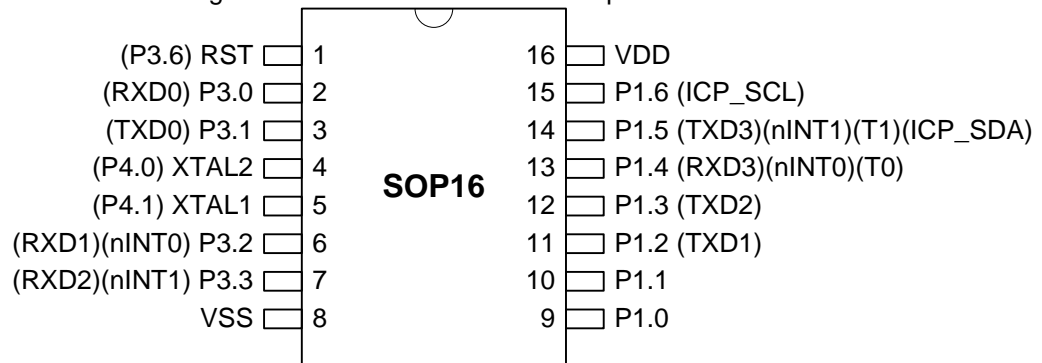 (P3.6) RST 1 16 VDD
(RXD0) P3.0 2 15 P1.6 (ICP_SCL)
(TXD0) P3.1 3 14 P1.5 (TXD3)(nINT1)(T1)(ICP_SDA)
(P4.0) XTAL2 4 13 P1.4 (RXD3)(nINT0)(T0)
SOP16
(P4.1) XTAL1 5 12 P1.3 (TXD2)
(RXD1)(nINT0) P3.2 6 11 P1.2 (TXD1)
(RXD2)(nINT1) P3.3 7 10 P1.1
VSS 8 9 P1.0